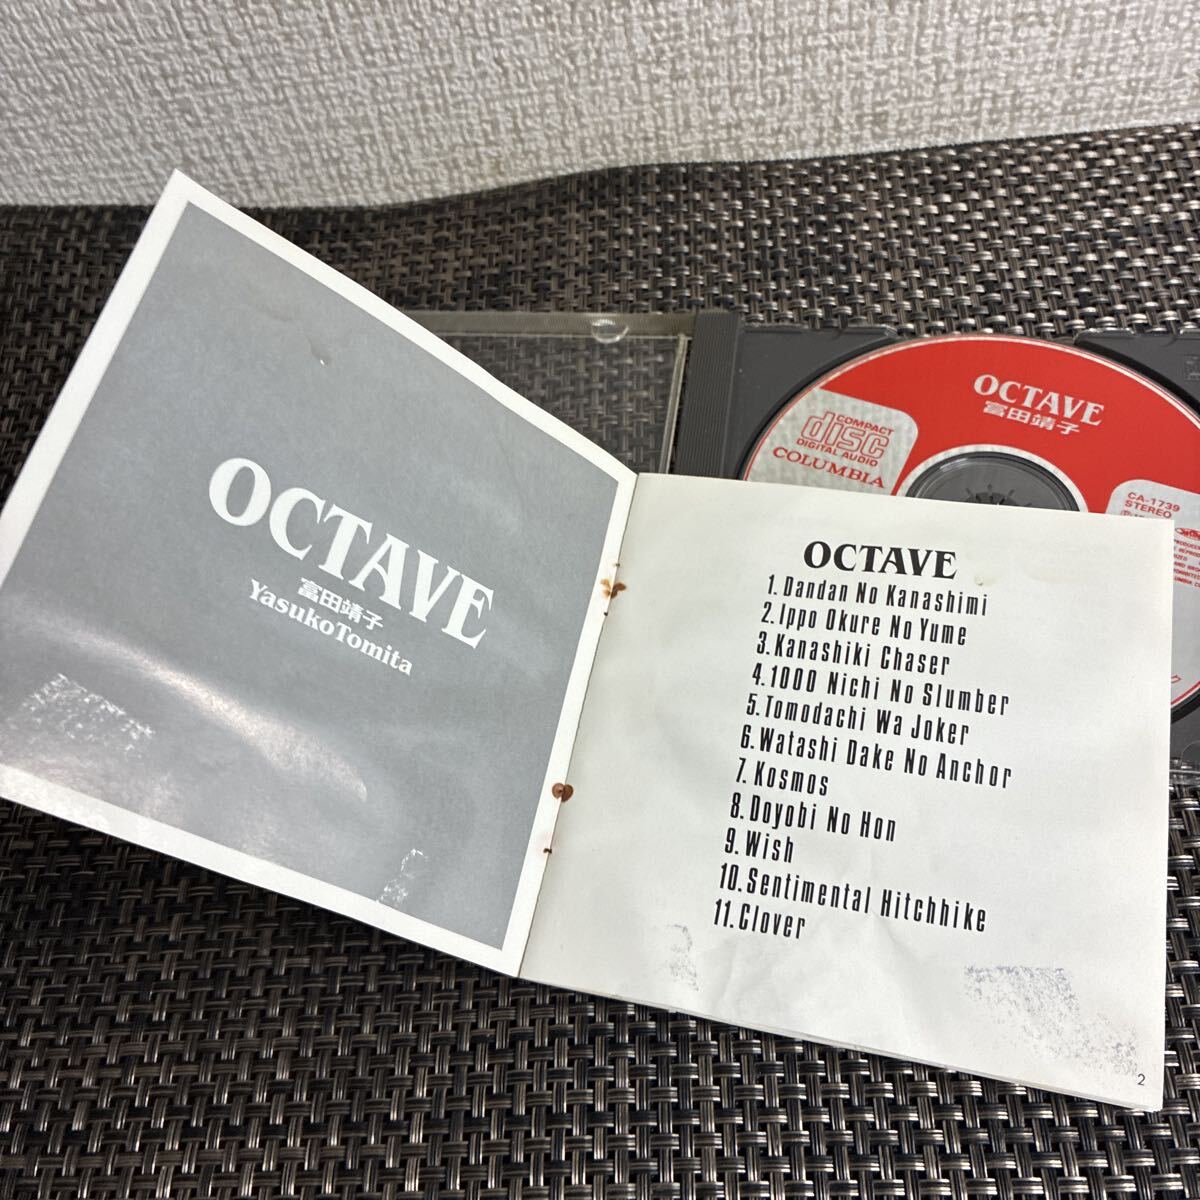 OCTAVE
富田靖子
YasukoTomita
OCTAVE
1. Dandan No Kanashimi
2. Ippo Okure No Yume
3. Kanashiki Chaser
4. 1000 Nichi No Slumber
5. Tomodachi Wa Joker
6. Watashi Dake No Anchor
7. Kosmos
8. Doyobi No Hon
9. Wish
10. Sentimental Hitchhike
11. Clover
2
OCTAVE
富田靖子
COMPACT
disc
DIGITAL AUDIO
COLUMBIA
CA-1739
STEREO